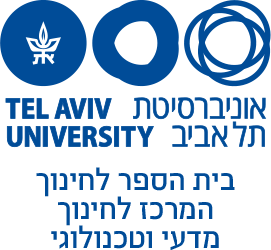 אוניברסיטת
תל אביב
TEL AVIV
UNIVERSITY
בית הספר לחינוך
המרכז לחינוך
מדעי וטכנולוגי